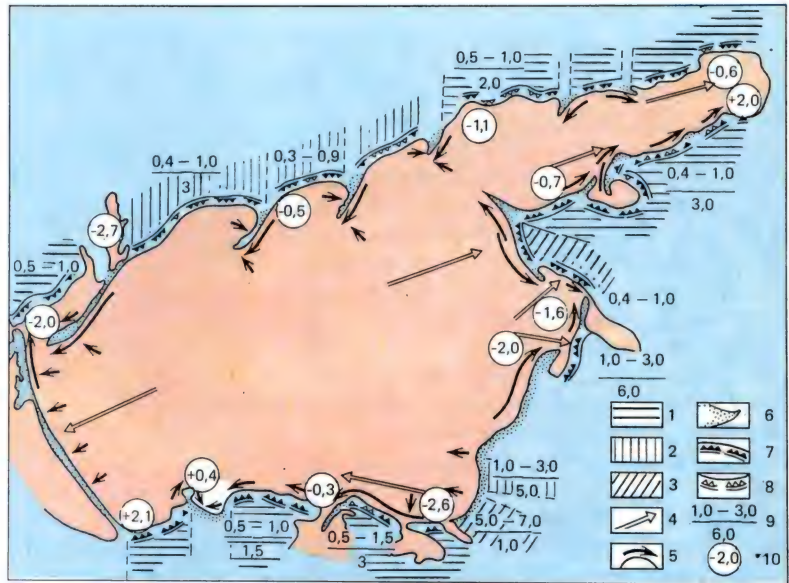 0,5 – 1,0
2,0
-0,6
+2,0
-1,1
0,4 – 1,0
3
0,3 – 0,9
-0,5
-0,7
0,4 – 1,0
3,0
-2,7
0,5 – 1,0
-2,0
0,4 – 1,0
-1,6
-2,0
1,0 – 3,0
6,0
+0,4
-0,3
-2,6
+2,1
0,5 – 1,0
1,5
0,5 – 1,5
3
1,0 – 3,0
5,0
5,0 – 7,0
1,0
1
2
3
4
5
6
7
8
1,0 – 3,0
6,0
9
-2,0
10